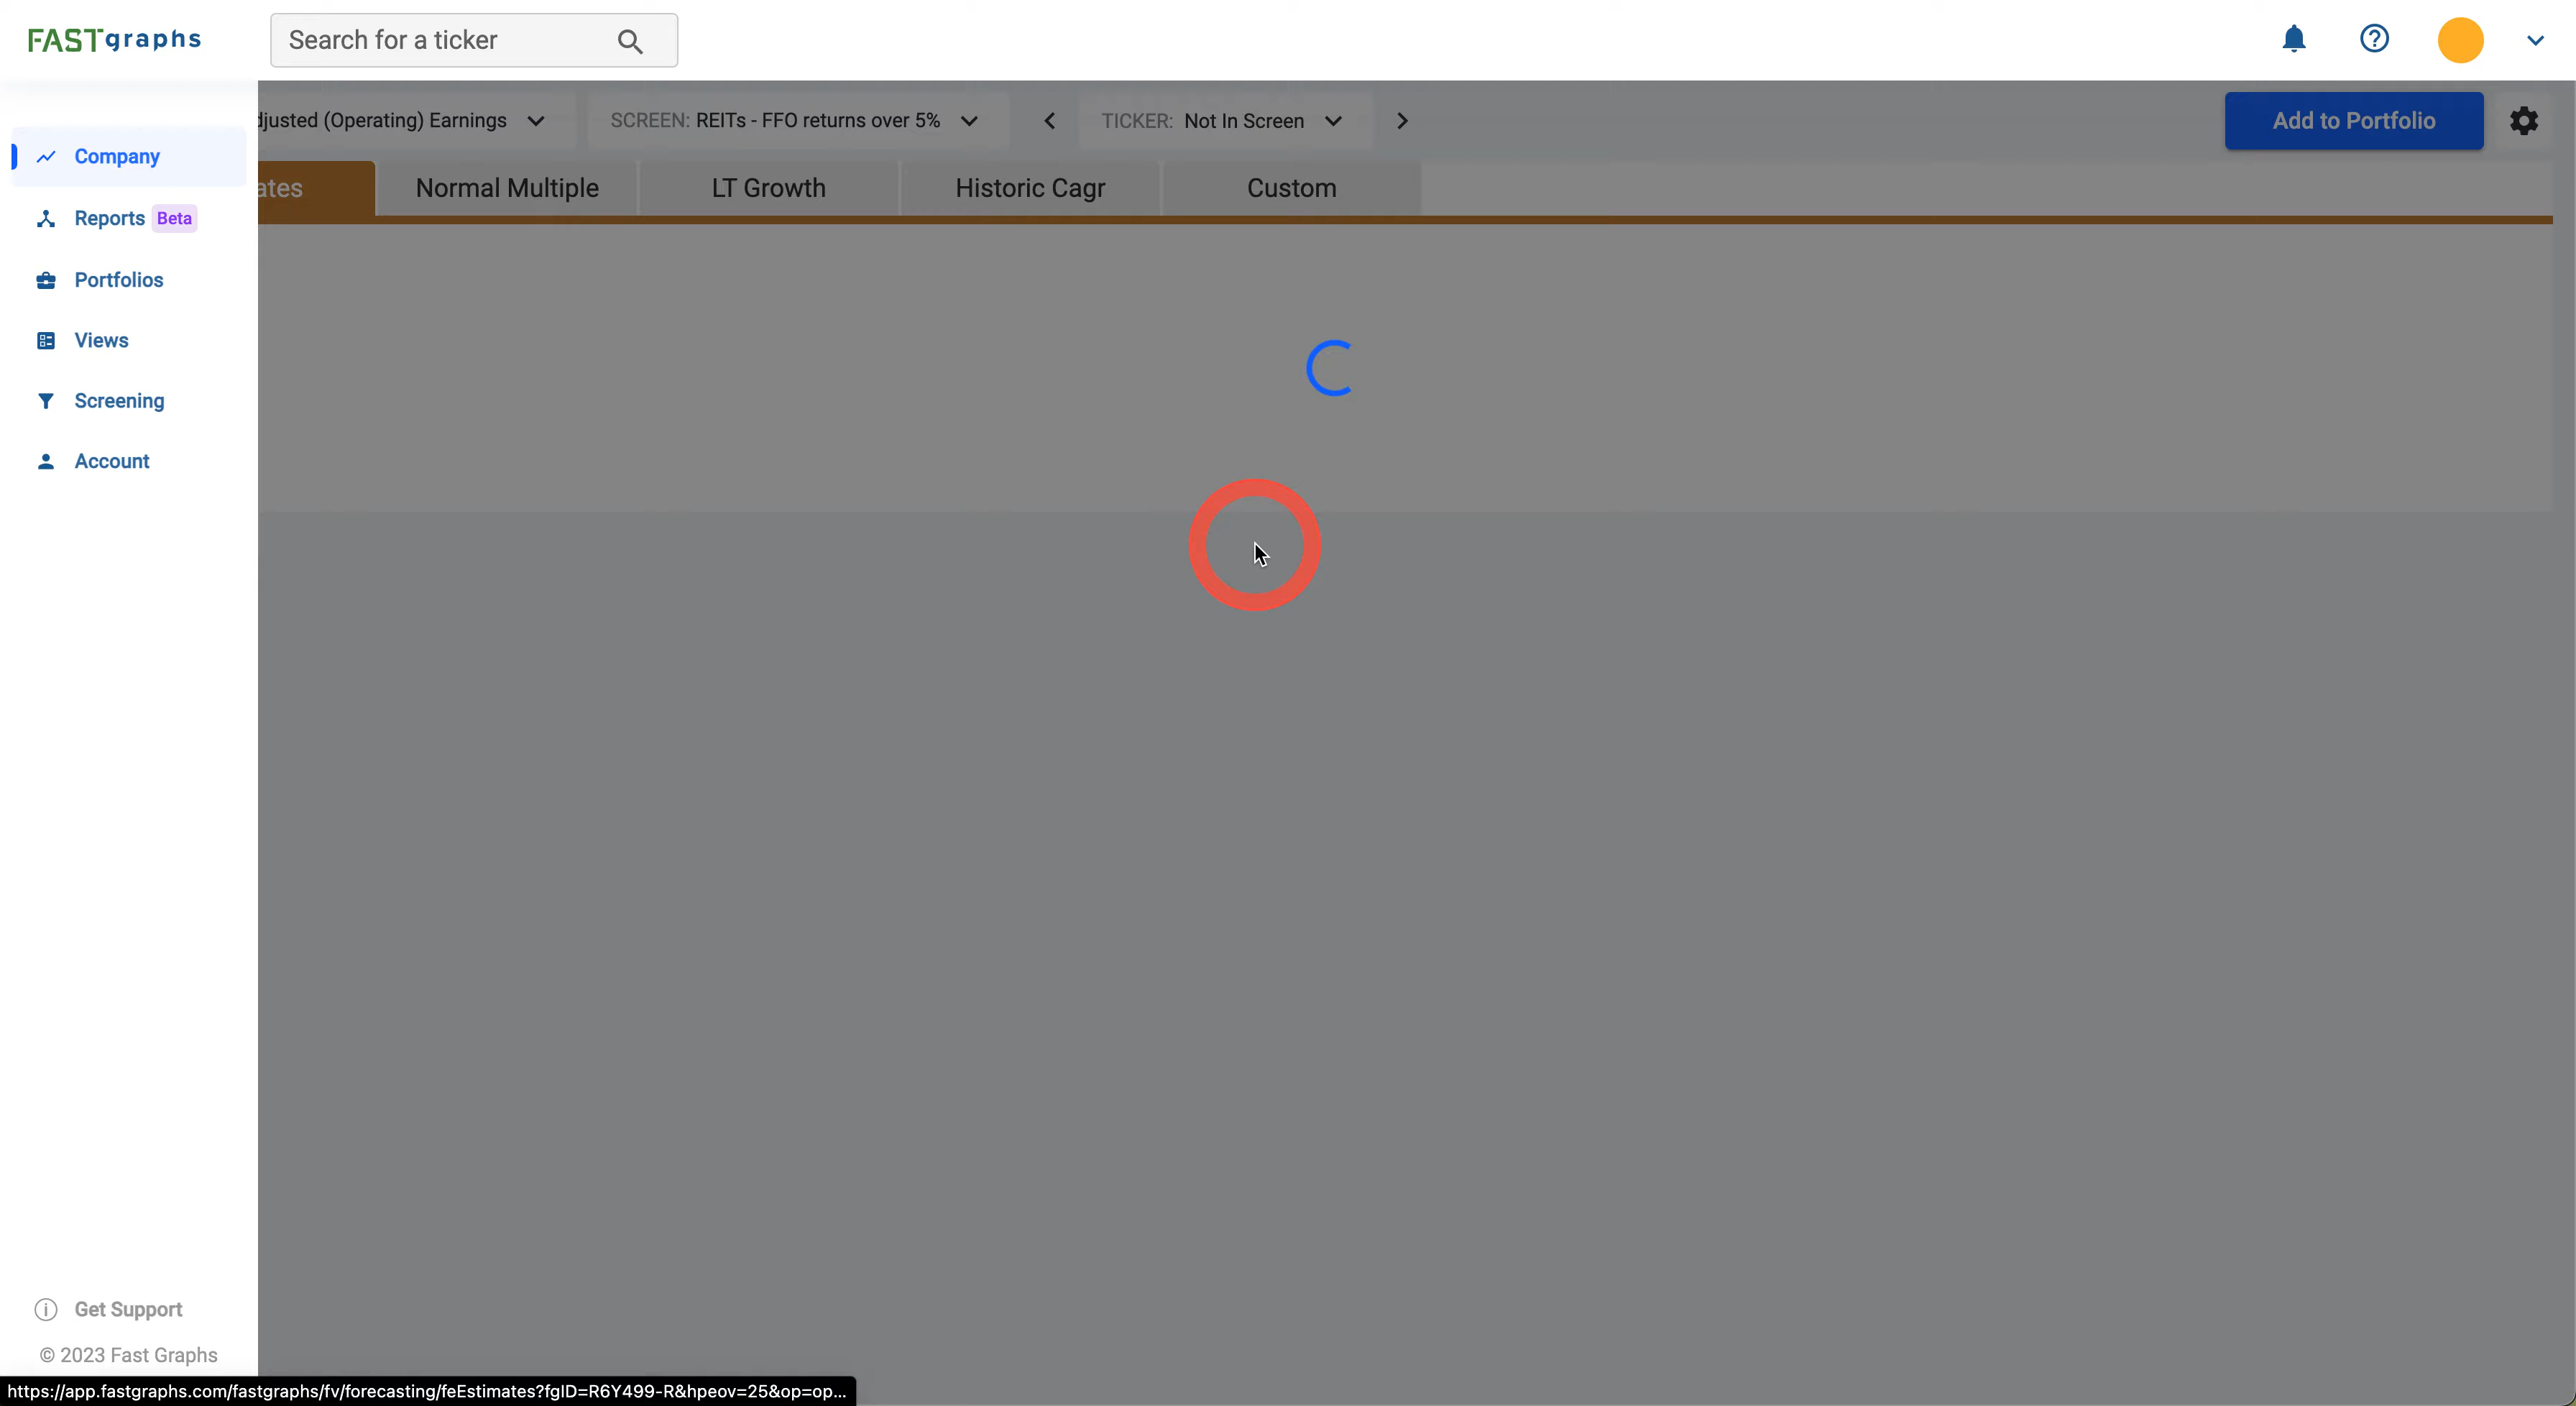 FASTgraphs
Search for a ticker
djusted (Operating) Earnings
SCREEN: REITs - FFO returns over 5%
TICKER: Not In Screen
Add to Portfolio
Company
ates
Normal Multiple
LT Growth
Historic Cagr
Custom
Reports Beta
Portfolios
Views
Screening
Account
Get Support
© 2023 Fast Graphs
https://app.fastgraphs.com/fastgraphs/fv/forecasting/feEstimates?fgID=R6Y499-R&hpeov=25&op=op...